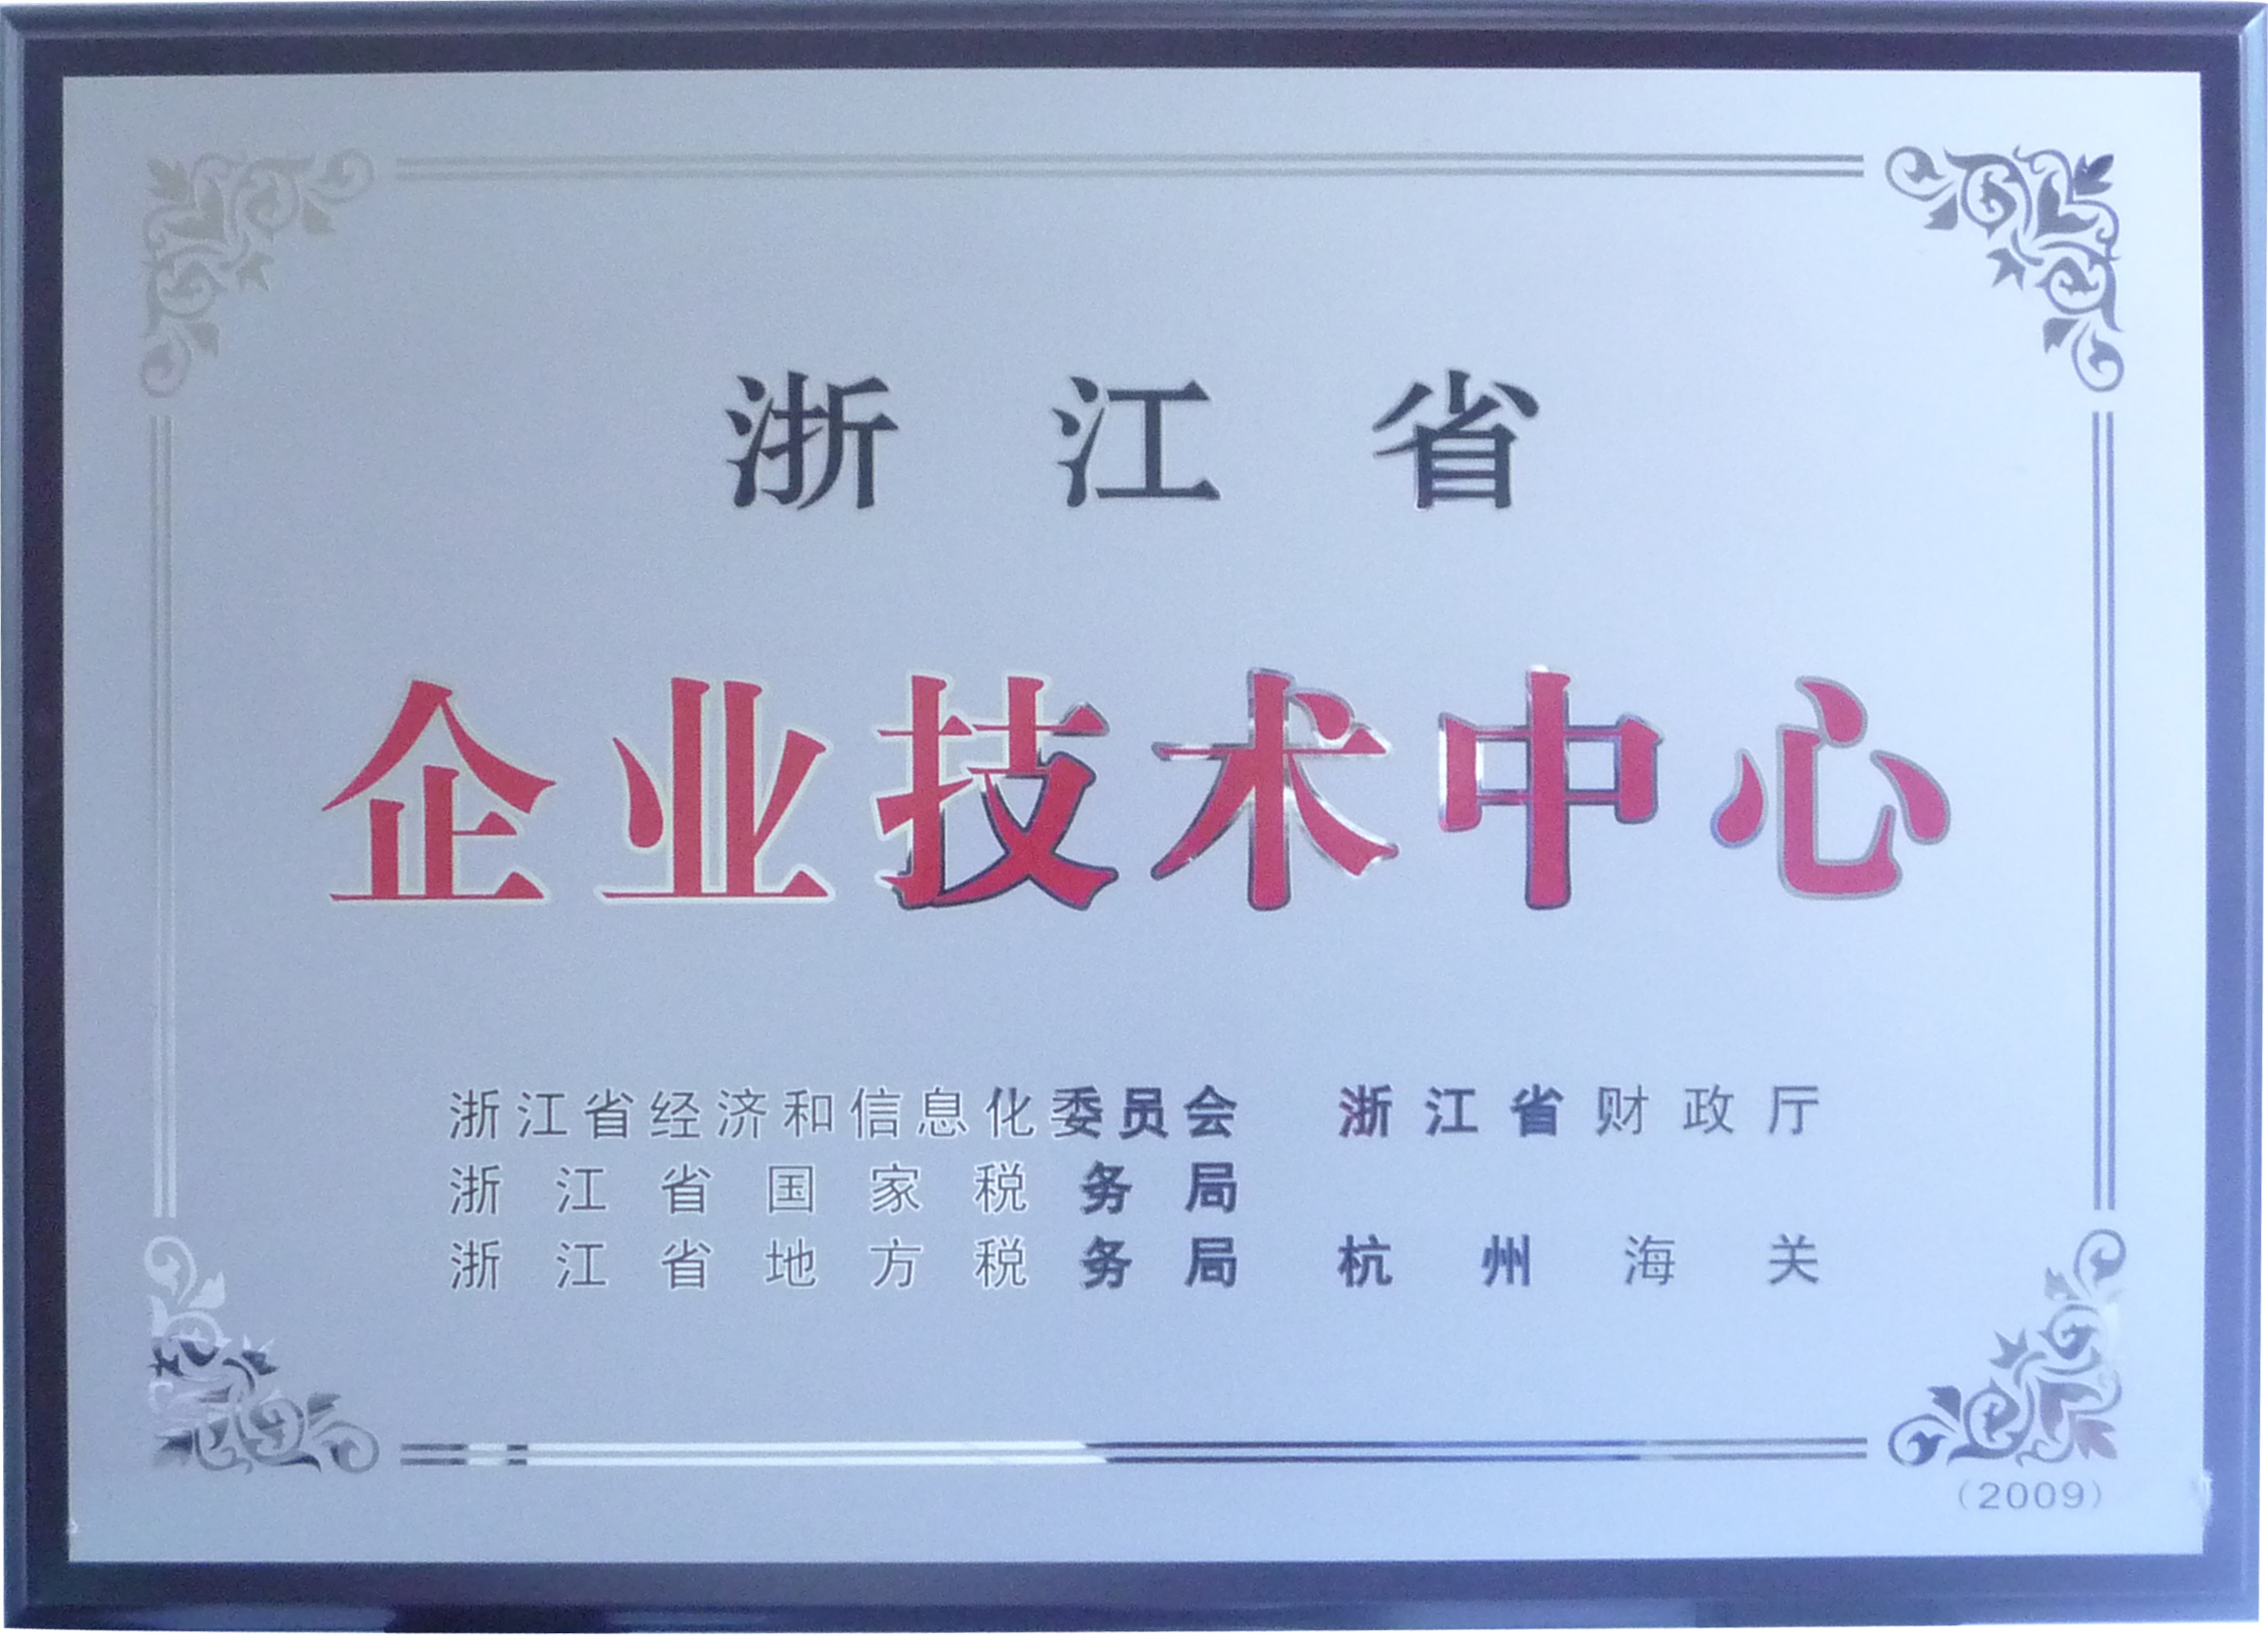 浙江省
企业技术中心
浙江省经济和信息化委员会 浙江省财政厅
浙江省国家税务局
浙江省地方税务局 杭州海关
(2009)